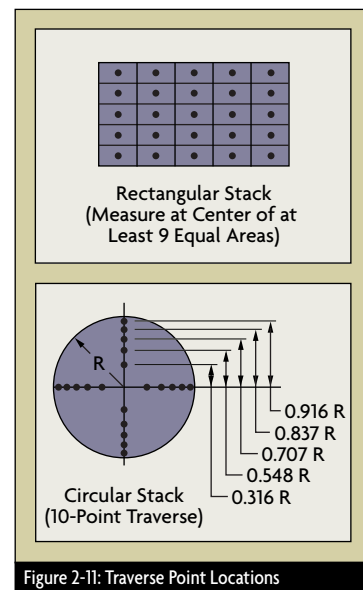 Rectangular Stack
(Measure at Center of at
Least 9 Equal Areas)
R
0.916 R
0.837 R
0.707 R
0.548 R
0.316 R
Circular Stack
(10-Point Traverse)
Figure 2-11: Traverse Point Locations